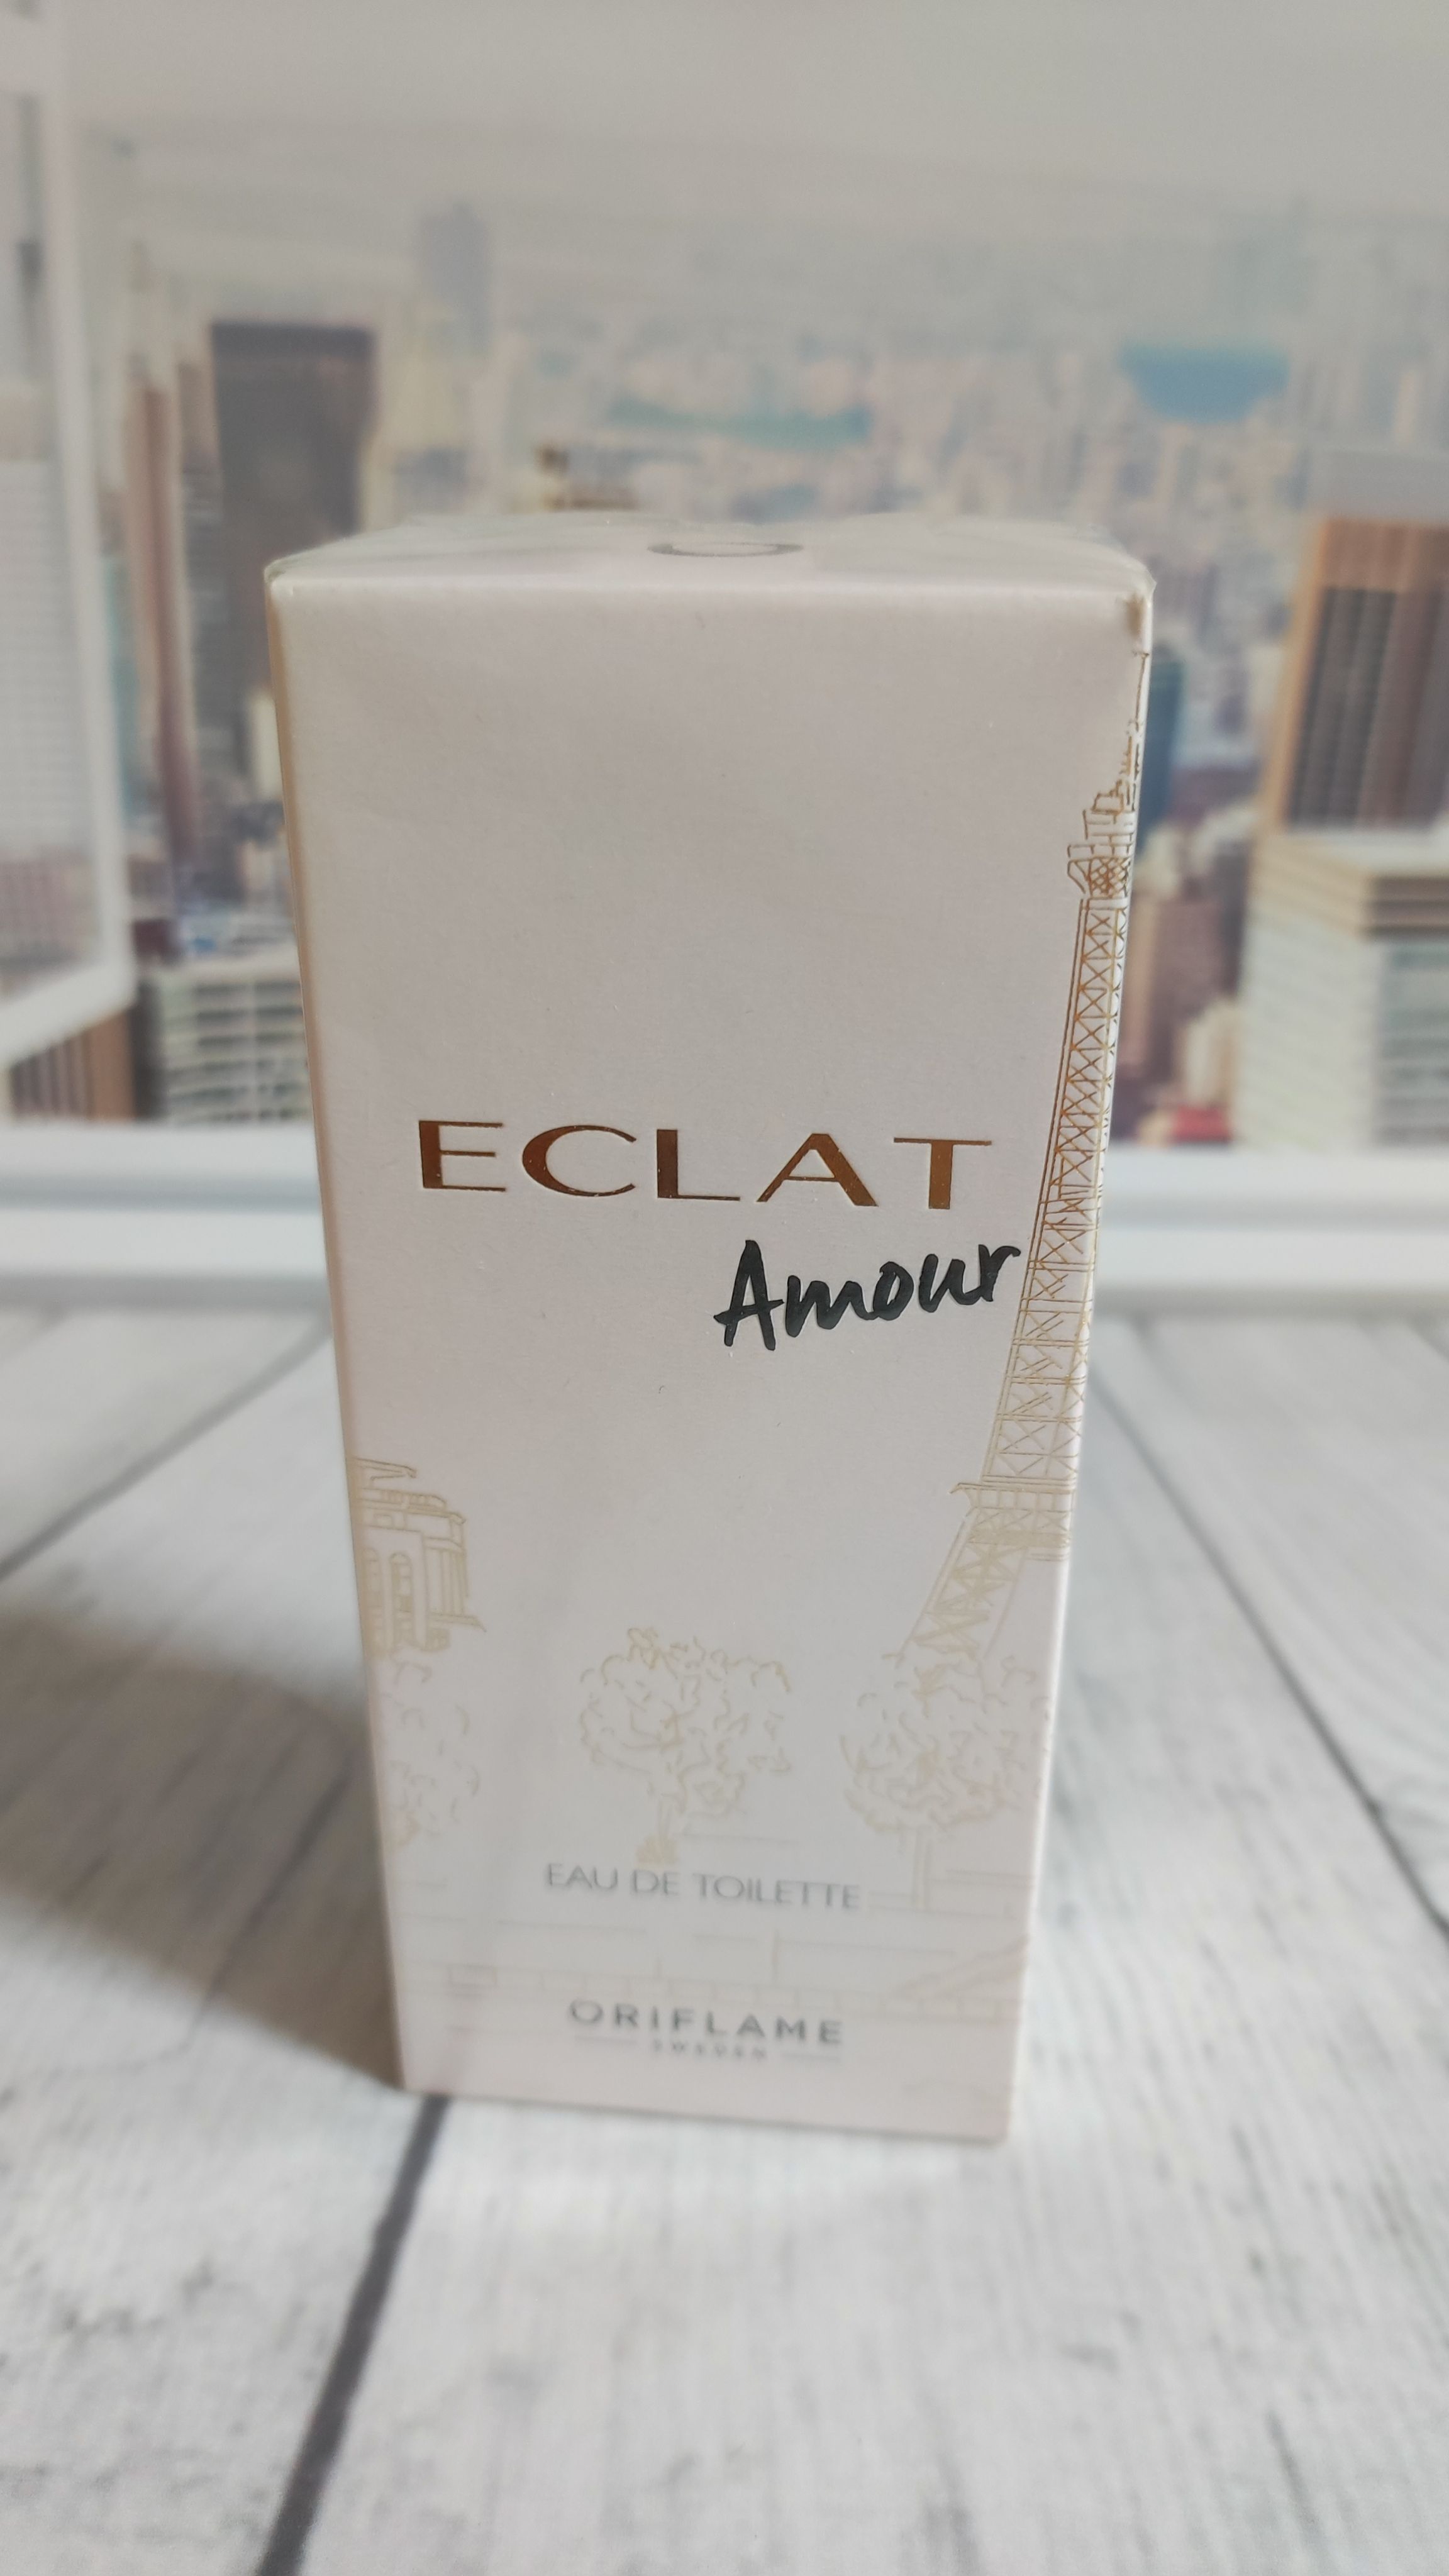 ECLAT
Amour
EAU DE TOILETTE
ORIFLAME
SWEDEN